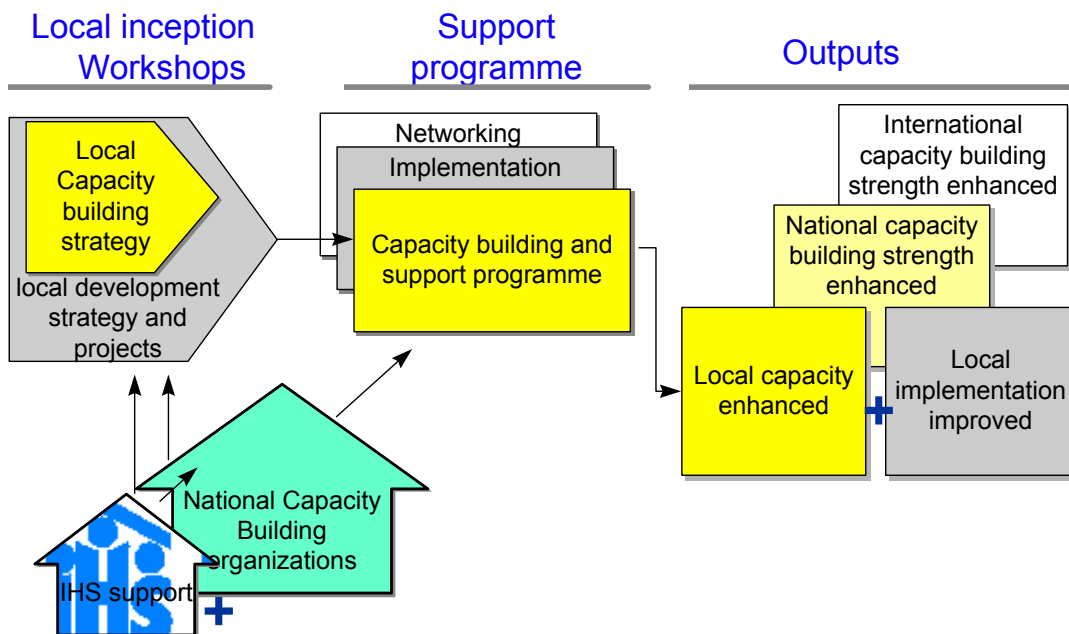 Local inception
Workshops
Support
programme
Outputs
Local
Capacity
building
strategy
local development
strategy and
projects
Networking
Implementation
Capacity building and
support programme
International
capacity building
strength enhanced
National capacity
building strength
enhanced
Local capacity
enhanced
+
Local
implementation
improved
National Capacity
Building
organizations
IHS
IHS support
+